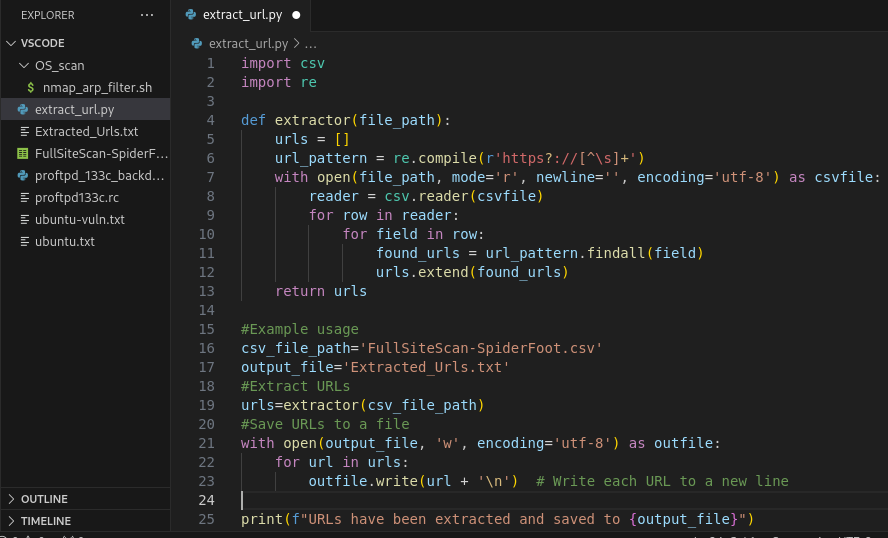 EXPLORER ...
VSCODE
OS_scan
$ nmap_arp_filter.sh
extract_url.py
Extracted_Urls.txt
FullSiteScan-SpiderF...
proftpd_133c_backd...
proftpd133c.rc
ubuntu-vuln.txt
ubuntu.txt
OUTLINE
TIMELINE
extract_url.py
extract_url.py > ...
1 import csv
2 import re
3
4 def extractor(file_path):
5     urls = []
6     url_pattern = re.compile(r'https?://[^\s]+')
7     with open(file_path, mode='r', newline='', encoding='utf-8') as csvfile:
8         reader = csv.reader(csvfile)
9         for row in reader:
10             for field in row:
11                 found_urls = url_pattern.findall(field)
12                 urls.extend(found_urls)
13     return urls
14
15 #Example usage
16 csv_file_path='FullSiteScan-SpiderFoot.csv'
17 output_file='Extracted_Urls.txt'
18 #Extract URLs
19 urls=extractor(csv_file_path)
20 #Save URLs to a file
21 with open(output_file, 'w', encoding='utf-8') as outfile:
22     for url in urls:
23         outfile.write(url + '\n')  # Write each URL to a new line
24
25 print(f"URLs have been extracted and saved to {output_file}")